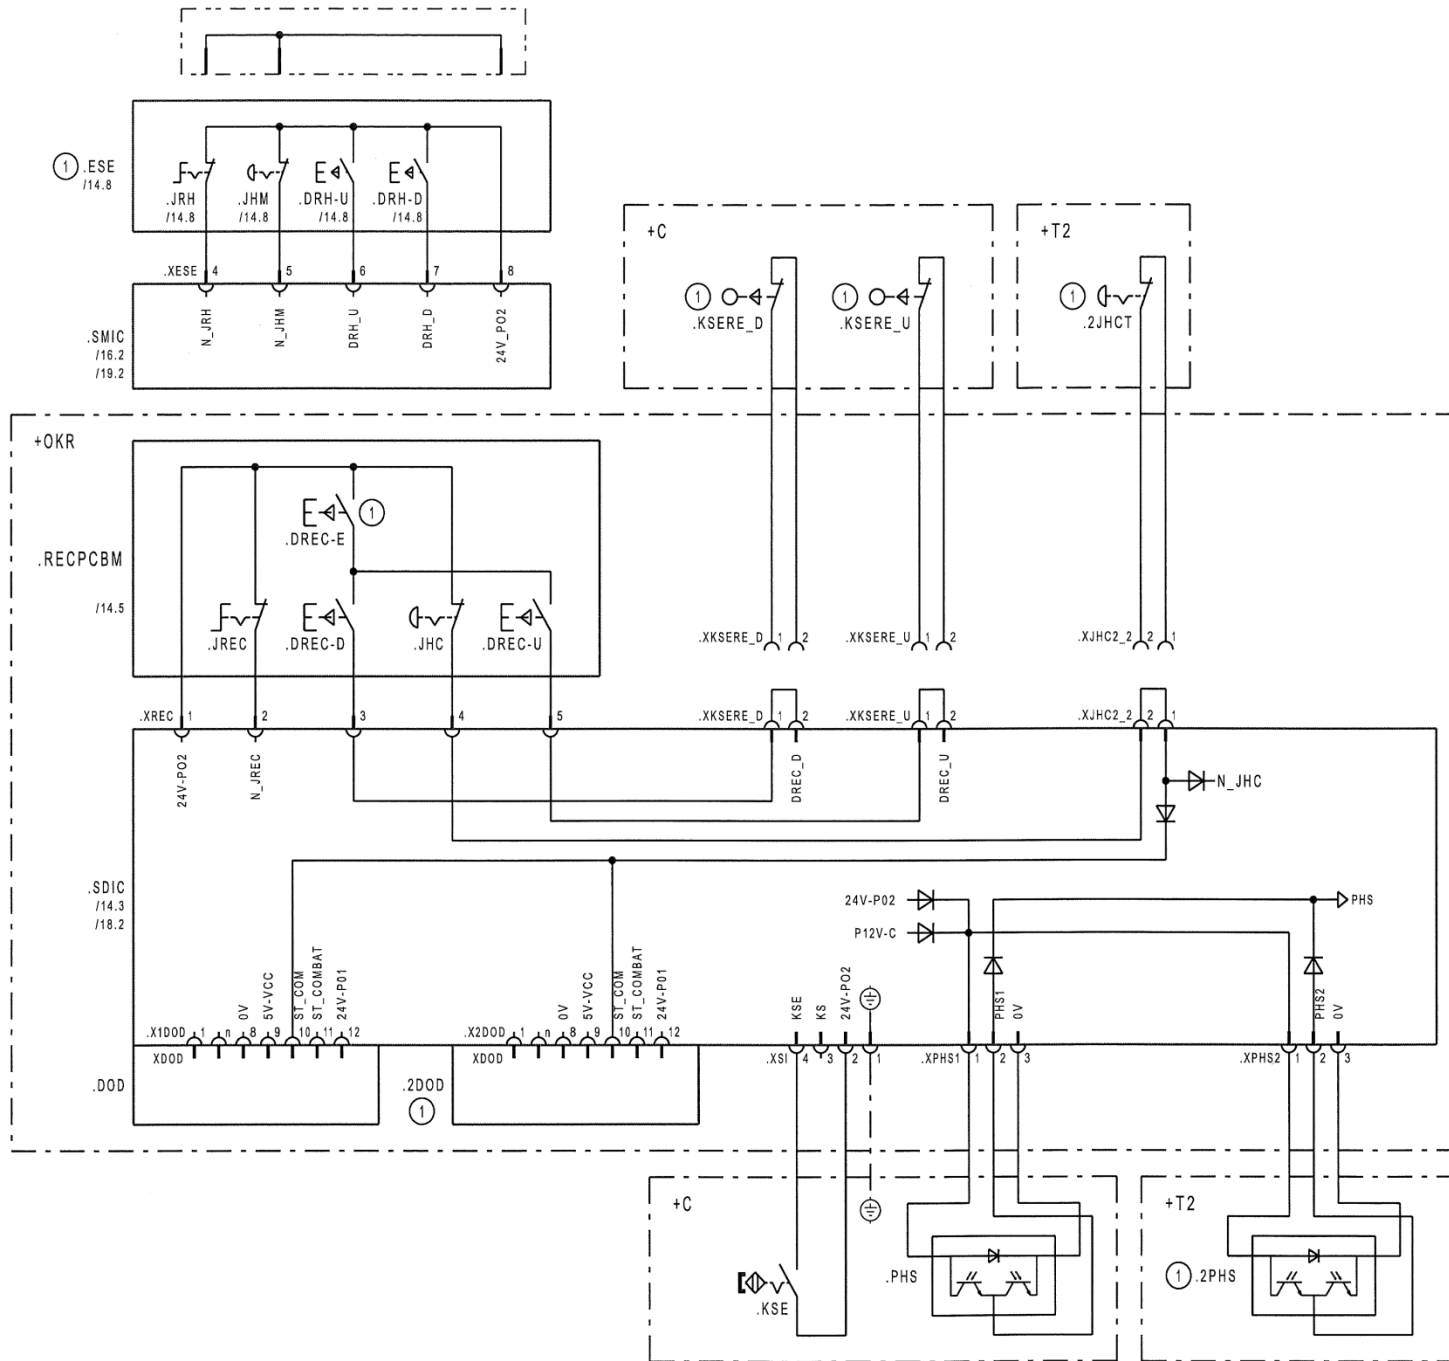 1 .ESE
/14.8
.JRH
/14.8
.JHM
/14.8
.DRH-U
/14.8
.DRH-D
/14.8
.XESE 4 5 6 7 8
.SMIC
/16.2
/19.2
N_JRH
N_JHM
DRH_U
DRH_D
24V_PO2
+C
1
.KSERE_D
1
.KSERE_U
+T2
1
.2JHCT
+OKR
.RECPCBM
/14.5
1
.DREC-E
.JREC
.DREC-D
.JHC
.DREC-U
.XKSERE_D 1 2
.XKSERE_U 1 2
.XJHC2_2 2 1
.XREC 1 2 3 4 5
.XKSERE_D 1 2
.XKSERE_U 1 2
.XJHC2_2 2 1
24V-PO2
N_JREC
DREC_D
DREC_U
N_JHC
.SDIC
/14.3
/18.2
24V-P02
P12V-C
PHS
0V
5V-VCC
ST_COM
ST_COMBAT
24V-P01
0V
5V-VCC
ST_COM
ST_COMBAT
24V-P01
KSE
KS
24V-PO2
PHS1
0V
PHS2
0V
.X1DOD 1 n 8 9 10 11 12
XDOD
.X2DOD 1 n 8 9 10 11 12
XDOD
.XSI 4 3 2 1
.XPHS1 1 2 3
.XPHS2 1 2 3
.DOD
.2DOD
1
+C
.KSE
.PHS
+T2
1 .2PHS